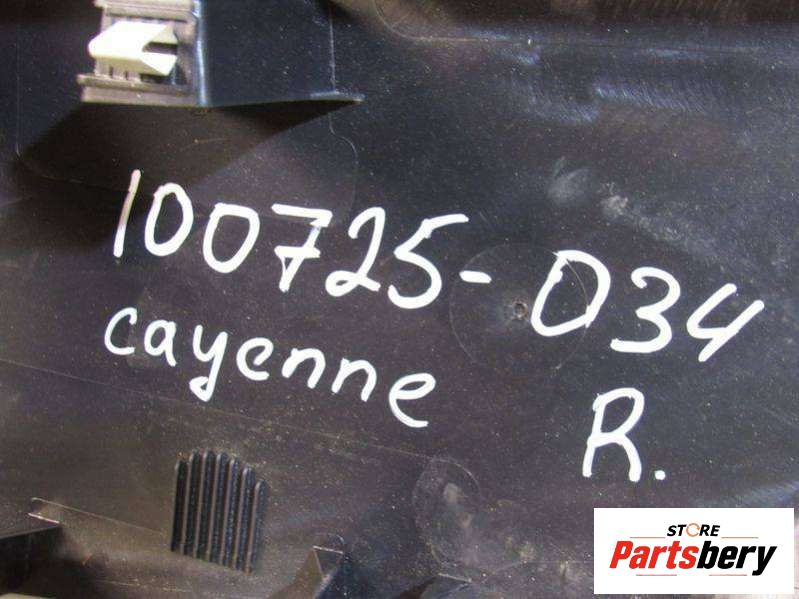 100725-034
cayenne
R.
STORE
Partsbery